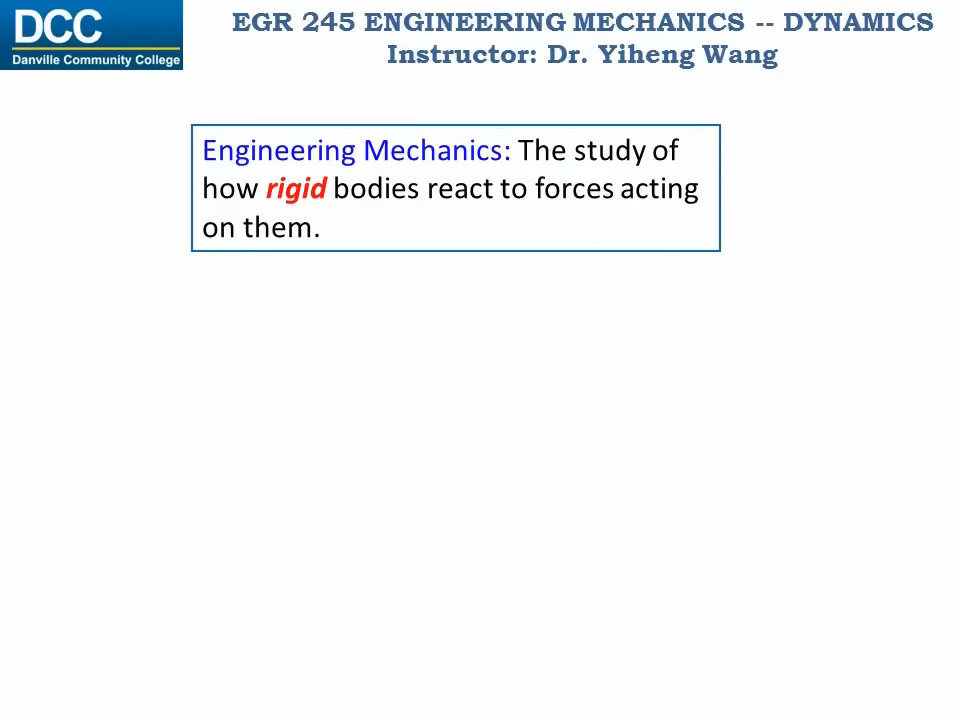 DCC
Danville Community College
EGR 245 ENGINEERING MECHANICS -- DYNAMICS
Instructor: Dr. Yiheng Wang
Engineering Mechanics: The study of
how rigid bodies react to forces acting
on them.